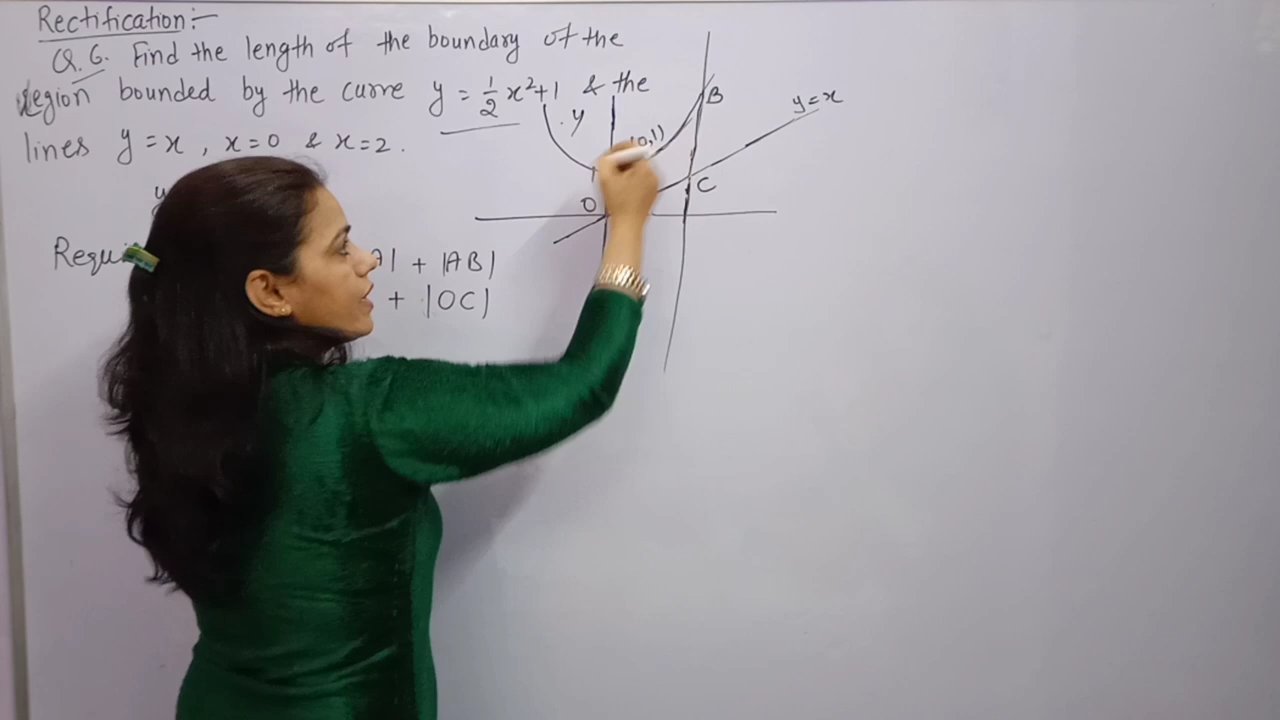 Rectification:-
Q.6. Find the length of the boundary of the
region bounded by the curve y = 1/2 x² + 1 & the
lines y = x , x = 0 & x = 2 .
y
B
y = x
(0,1)
C
O
+ |AB|
+ |OC|